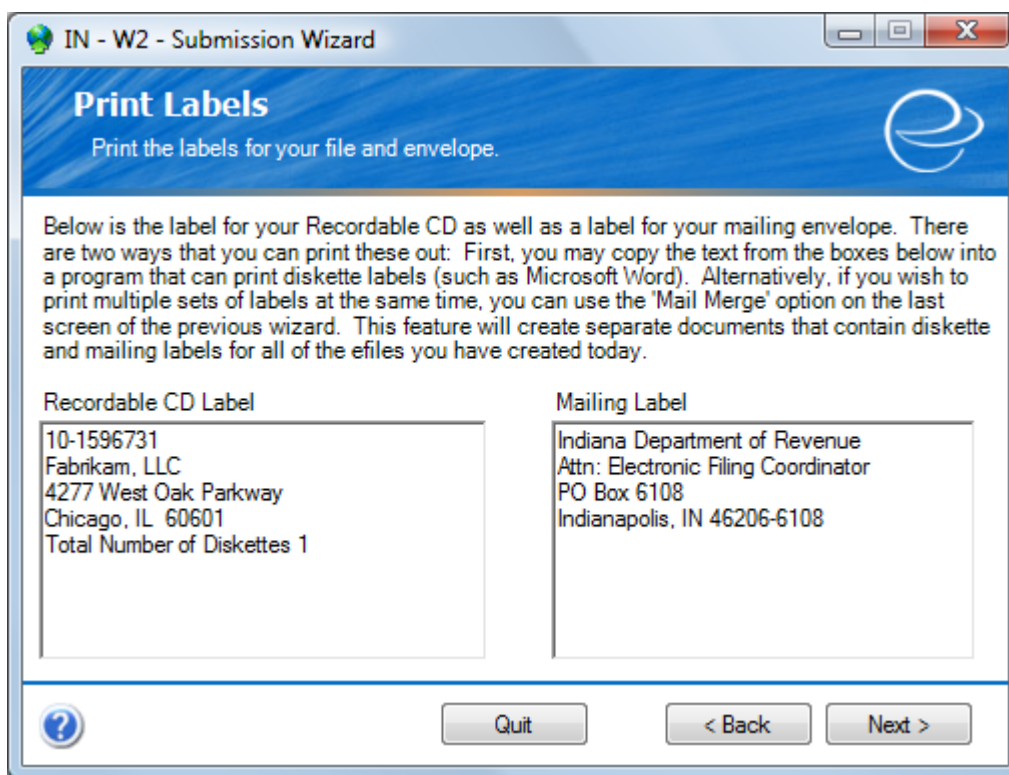 IN - W2 - Submission Wizard
Print Labels
Print the labels for your file and envelope.
Below is the label for your Recordable CD as well as a label for your mailing envelope.  There
are two ways that you can print these out:  First, you may copy the text from the boxes below into
a program that can print diskette labels (such as Microsoft Word).  Alternatively, if you wish to
print multiple sets of labels at the same time, you can use the 'Mail Merge' option on the last
screen of the previous wizard.  This feature will create separate documents that contain diskette
and mailing labels for all of the efiles you have created today.
Recordable CD Label
10-1596731
Fabrikam, LLC
4277 West Oak Parkway
Chicago, IL  60601
Total Number of Diskettes 1
Mailing Label
Indiana Department of Revenue
Attn: Electronic Filing Coordinator
PO Box 6108
Indianapolis, IN 46206-6108
Quit
< Back
Next >